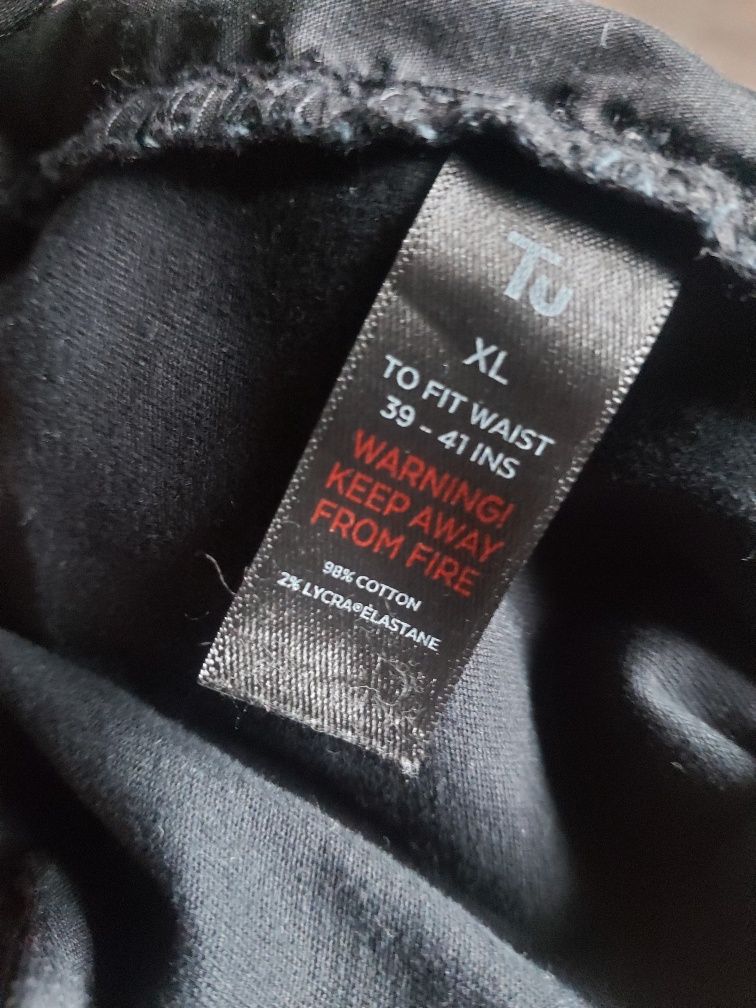 Tu
XL
TO FIT WAIST
39 - 41 INS
WARNING!
KEEP AWAY
FROM FIRE
98% COTTON
2% LYCRA® ELASTANE